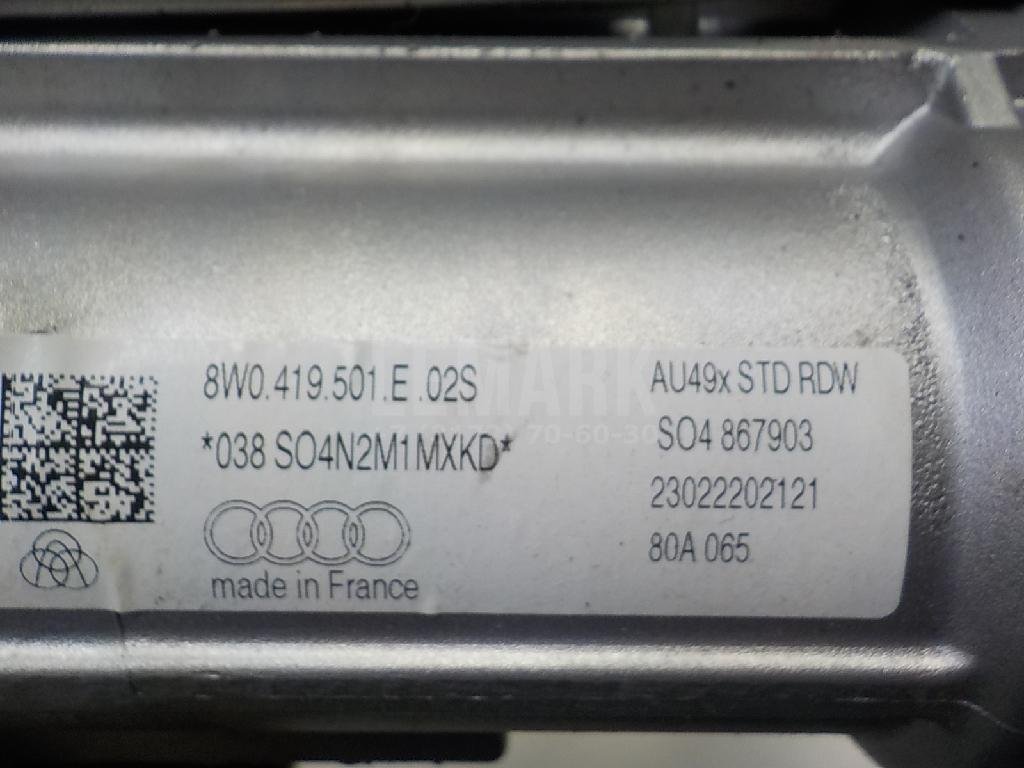 8W0.419.501.E .02S
*038 SO4N2M1MXKD*
made in France
AU49x STD RDW
SO4 867903
23022202121
80A 065